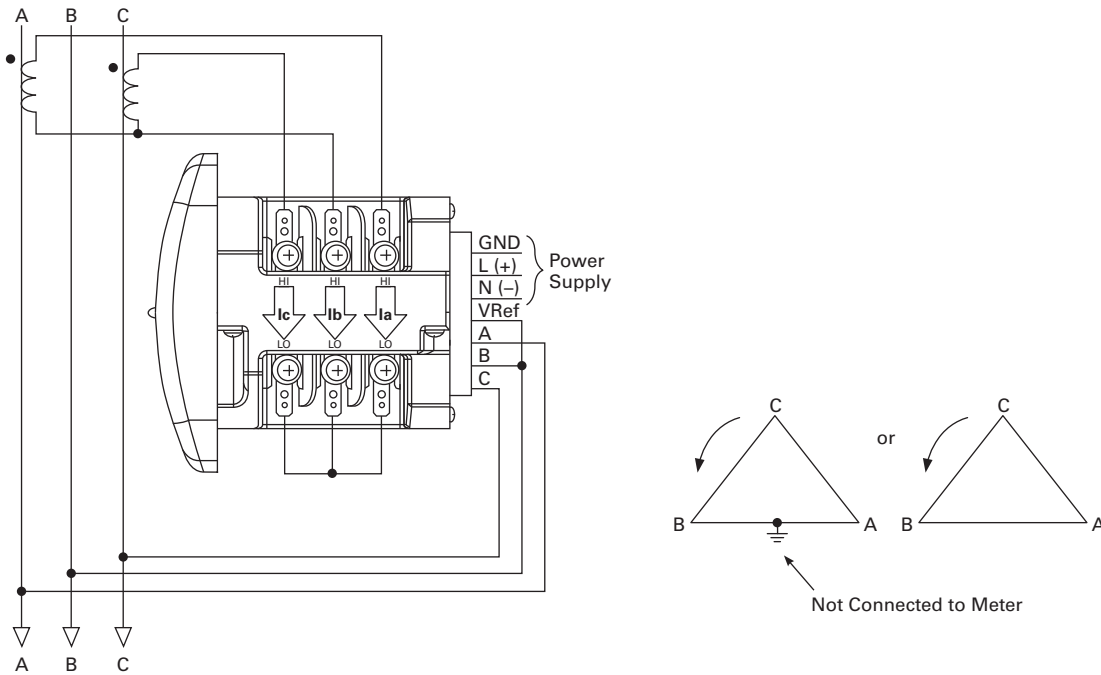 A B C
HI HI HI
Ic Ib Ia
LO LO LO
GND
L (+)
N (–)
VRef
A
B
C
Power
Supply
A B C
C
B
A
or
C
B
A
Not Connected to Meter